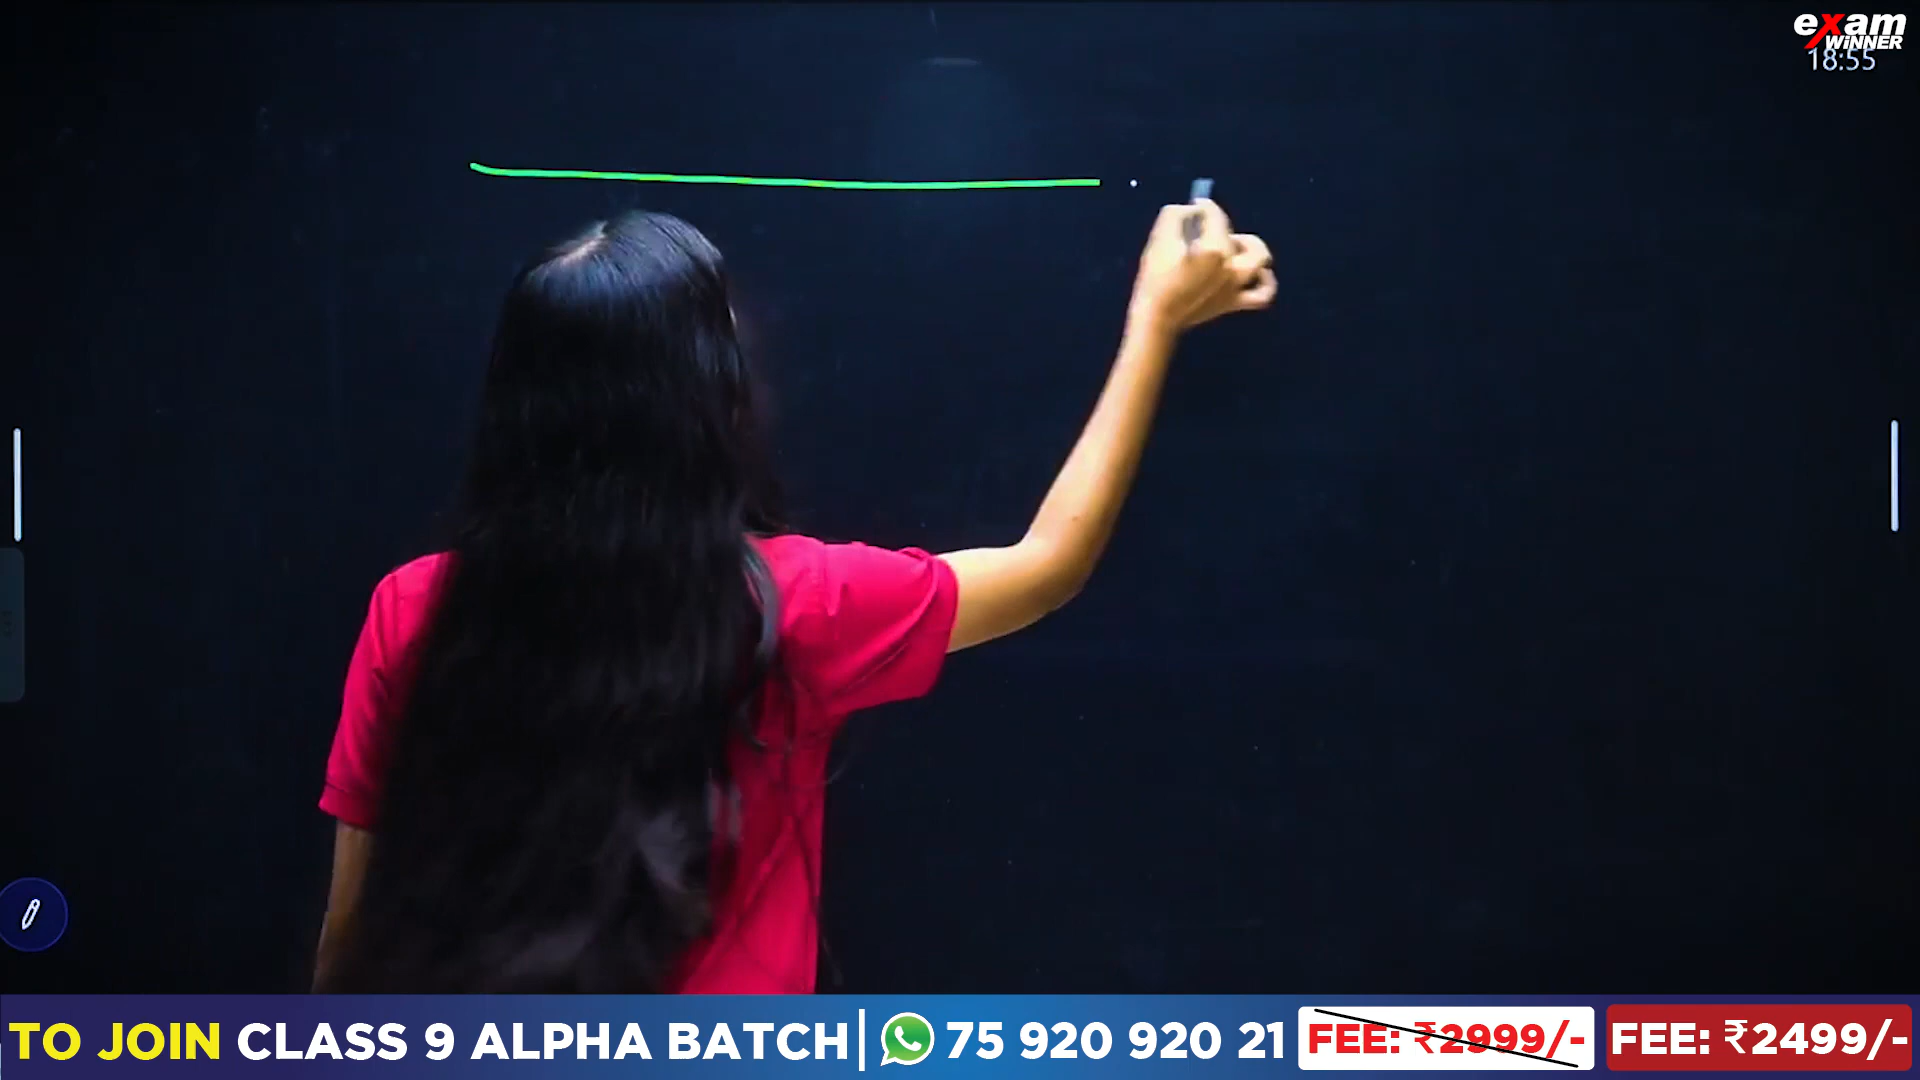 exam
WINNER
18:55
TO JOIN CLASS 9 ALPHA BATCH | 75 920 920 21 FEE: ₹2999/- FEE: ₹2499/-